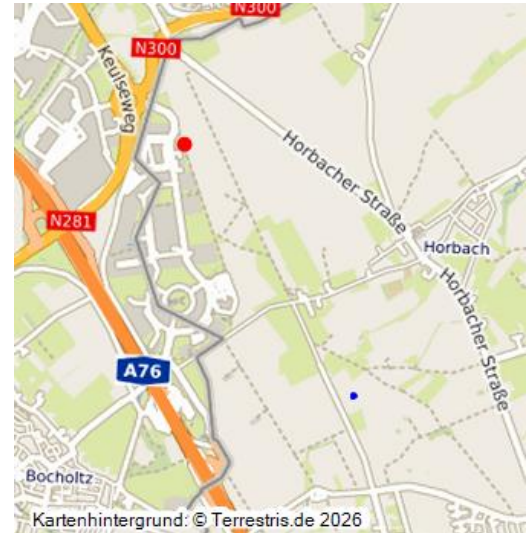 N300
N300
Keulseweg
Horbacher Straße
N281
Horbach
Horbacher Straße
A76
Bocholtz
Kartenhintergrund: © Terrestris.de 2026